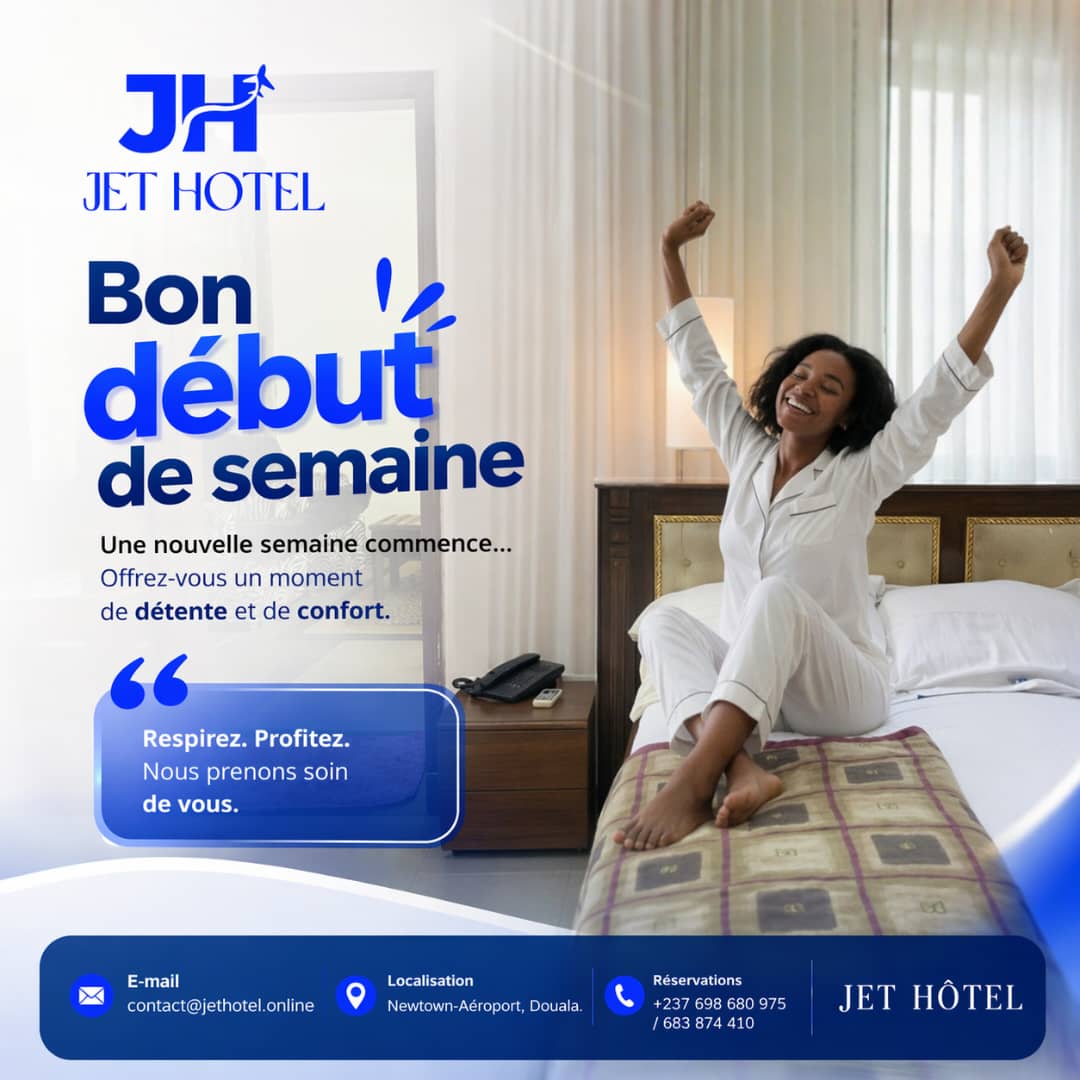 JH
JET HOTEL
Bon
début
de semaine
Une nouvelle semaine commence...
Offrez-vous un moment
de détente et de confort.
Respirez. Profitez.
Nous prenons soin
de vous.
E-mail
contact@jethotel.online
Localisation
Newtown-Aéroport, Douala.
Réservations
+237 698 680 975
/ 683 874 410
JET HÔTEL